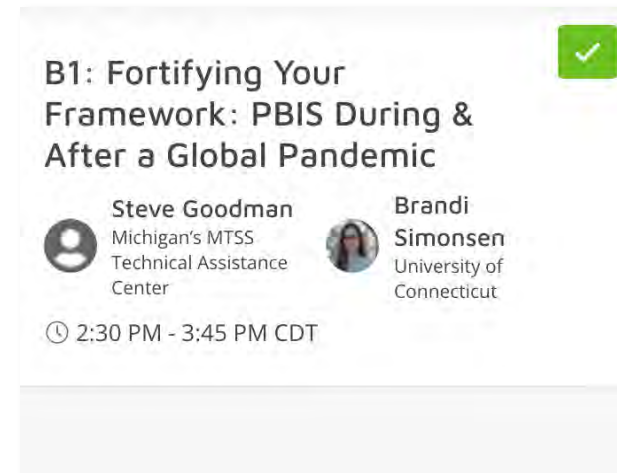 B1: Fortifying Your
Framework: PBIS During &
After a Global Pandemic
Steve Goodman
Michigan's MTSS
Technical Assistance
Center
Brandi
Simonsen
University of
Connecticut
2:30 PM - 3:45 PM CDT